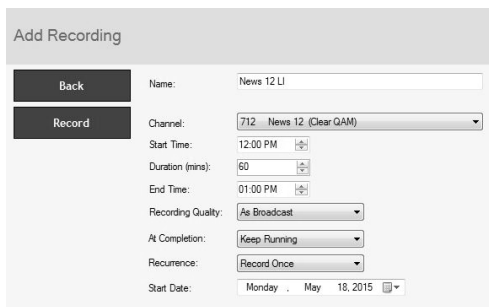 Add Recording
Back
Record
Name: News 12 LI
Channel: 712 News 12 (Clear QAM)
Start Time: 12:00 PM
Duration (mins): 60
End Time: 01:00 PM
Recording Quality: As Broadcast
At Completion: Keep Running
Recurrence: Record Once
Start Date: Monday , May 18, 2015